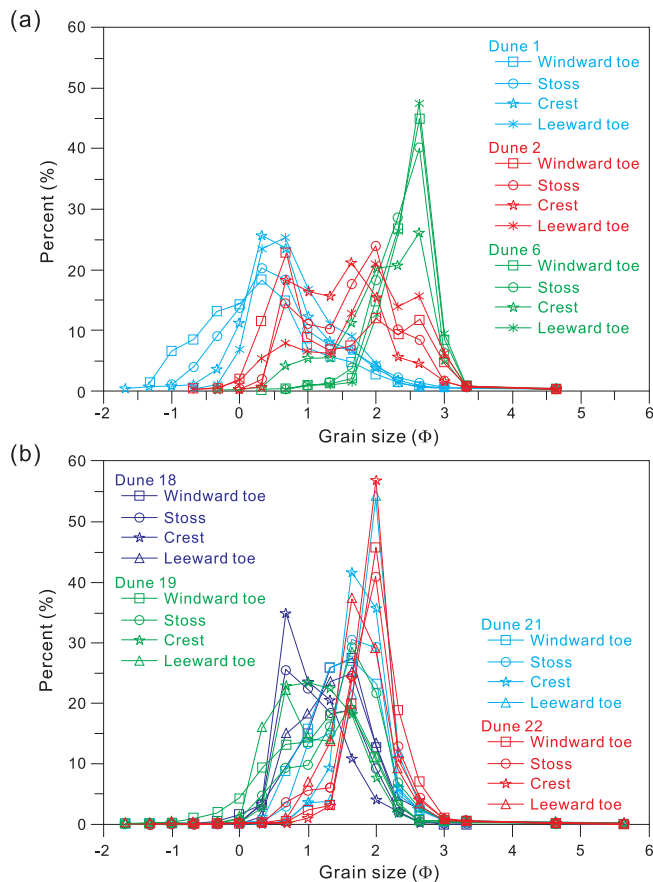 (a)
60
50
40
30
20
10
0
Percent (%)
-2 -1 0 1 2 3 4 5 6
Grain size (Φ)
Dune 1
Windward toe
Stoss
Crest
Leeward toe
Dune 2
Windward toe
Stoss
Crest
Leeward toe
Dune 6
Windward toe
Stoss
Crest
Leeward toe
(b)
60
50
40
30
20
10
0
Percent (%)
-2 -1 0 1 2 3 4 5 6
Grain size (Φ)
Dune 18
Windward toe
Stoss
Crest
Leeward toe
Dune 19
Windward toe
Stoss
Crest
Leeward toe
Dune 21
Windward toe
Stoss
Crest
Leeward toe
Dune 22
Windward toe
Stoss
Crest
Leeward toe